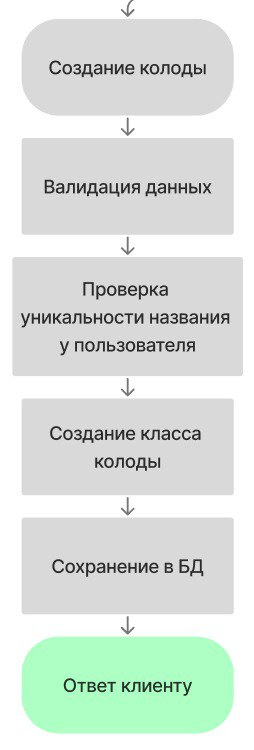 Создание колоды
Валидация данных
Проверка
уникальности названия
у пользователя
Создание класса
колоды
Сохранение в БД
Ответ клиенту